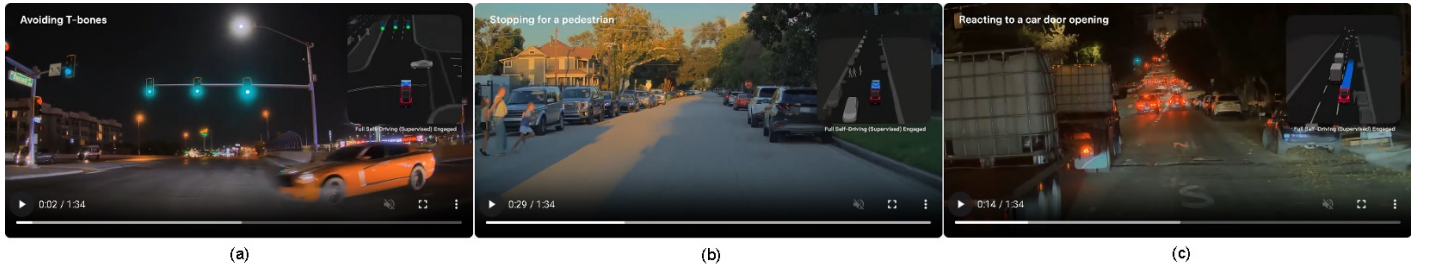 Avoiding T-bones
Full Self-Driving (Supervised) Engaged
0:02 / 1:34
Stopping for a pedestrian
Full Self-Driving (Supervised) Engaged
0:29 / 1:34
Reacting to a car door opening
Full Self-Driving (Supervised) Engaged
0:14 / 1:34
(a)
(b)
(c)